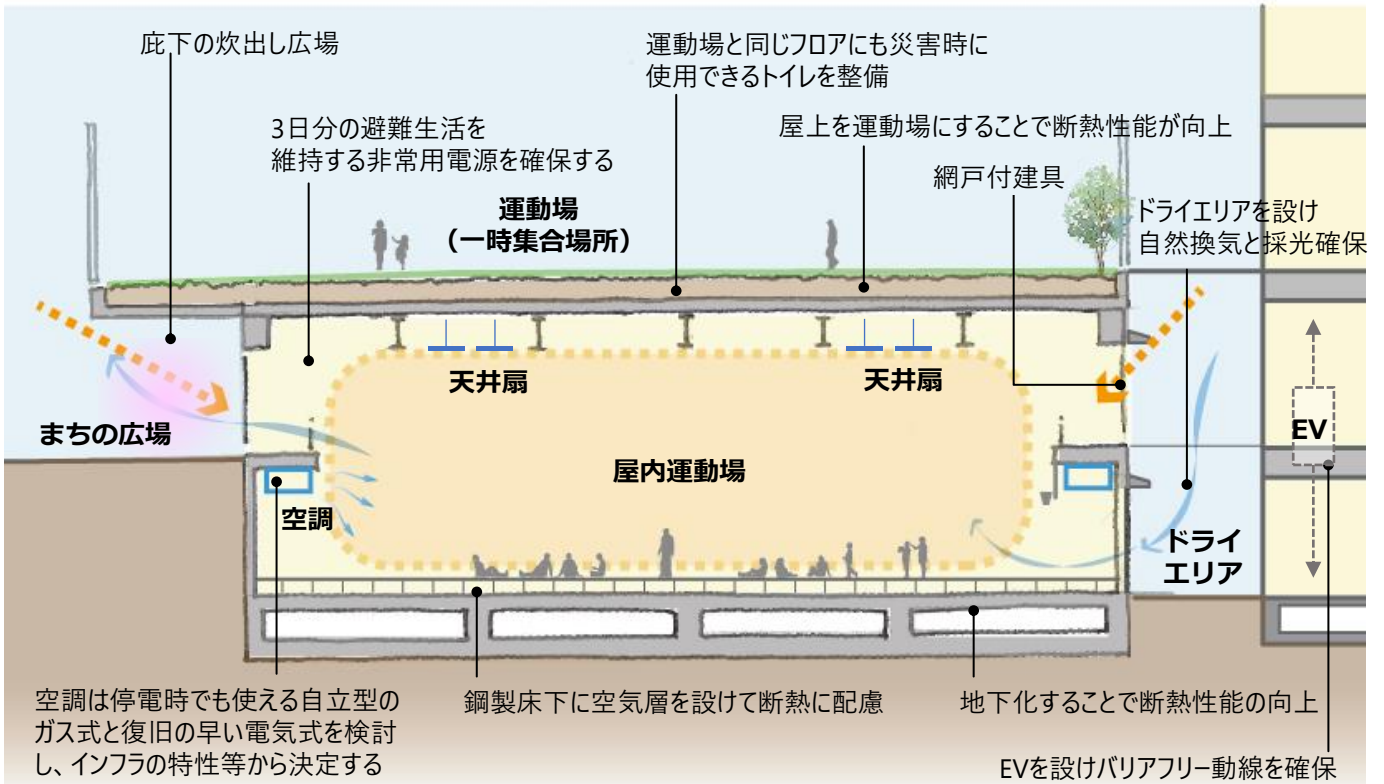 庇下の炊出し広場
運動場と同じフロアにも災害時に
使用できるトイレを整備
3日分の避難生活を
維持する非常用電源を確保する
屋上を運動場にすることで断熱性能が向上
網戸付建具
運動場
（一時集合場所）
ドライエリアを設け
自然換気と採光確保
天井扇
天井扇
まちの広場
EV
屋内運動場
空調
ドライ
エリア
空調は停電時でも使える自立型の
ガス式と復旧の早い電気式を検討
し、インフラの特性等から決定する
鋼製床下に空気層を設けて断熱に配慮
地下化することで断熱性能の向上
EVを設けバリアフリー動線を確保